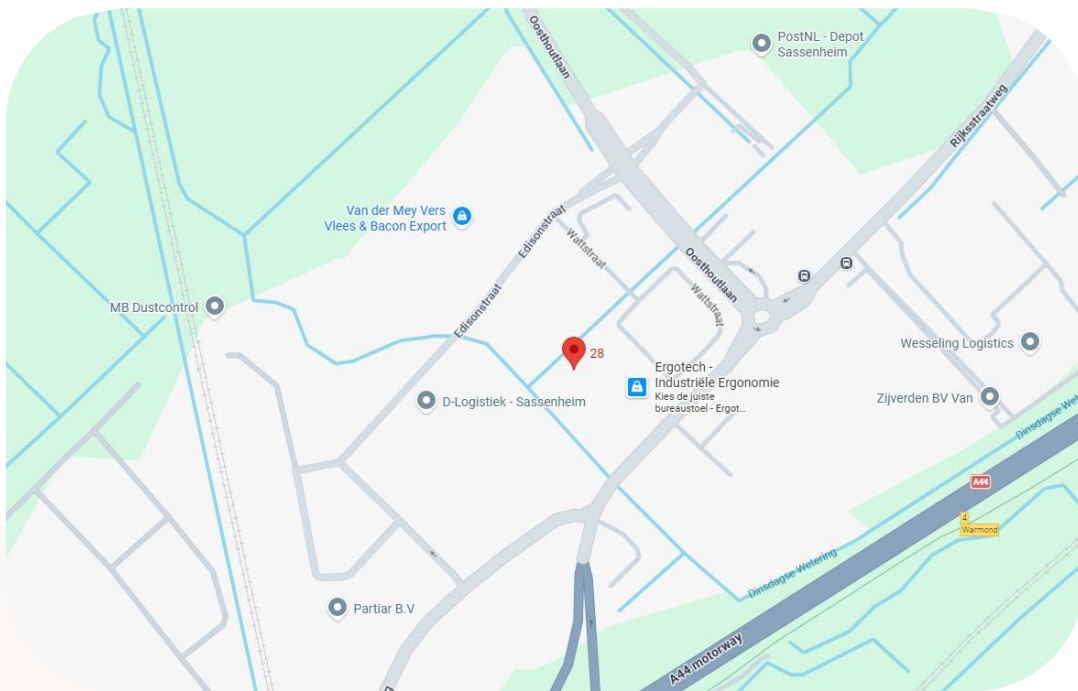 Oosthoutlaan
PostNL - Depot
Sassenheim
Rijksstraatweg
Van der Mey Vers
Vlees & Bacon Export
Edisonstraat
Wattstraat
Oosthoutlaan
MB Dustcontrol
Edisonstraat
Wattstraat
28
Wesseling Logistics
Ergotech -
Industriële Ergonomie
Kies de juiste
bureaustoel - Ergot...
D-Logistiek - Sassenheim
Zijverden BV Van
Dinsdagse Wete
A44
4
Warmond
Dinsdagse Wetering
Partiar B.V
A44 motorway
g